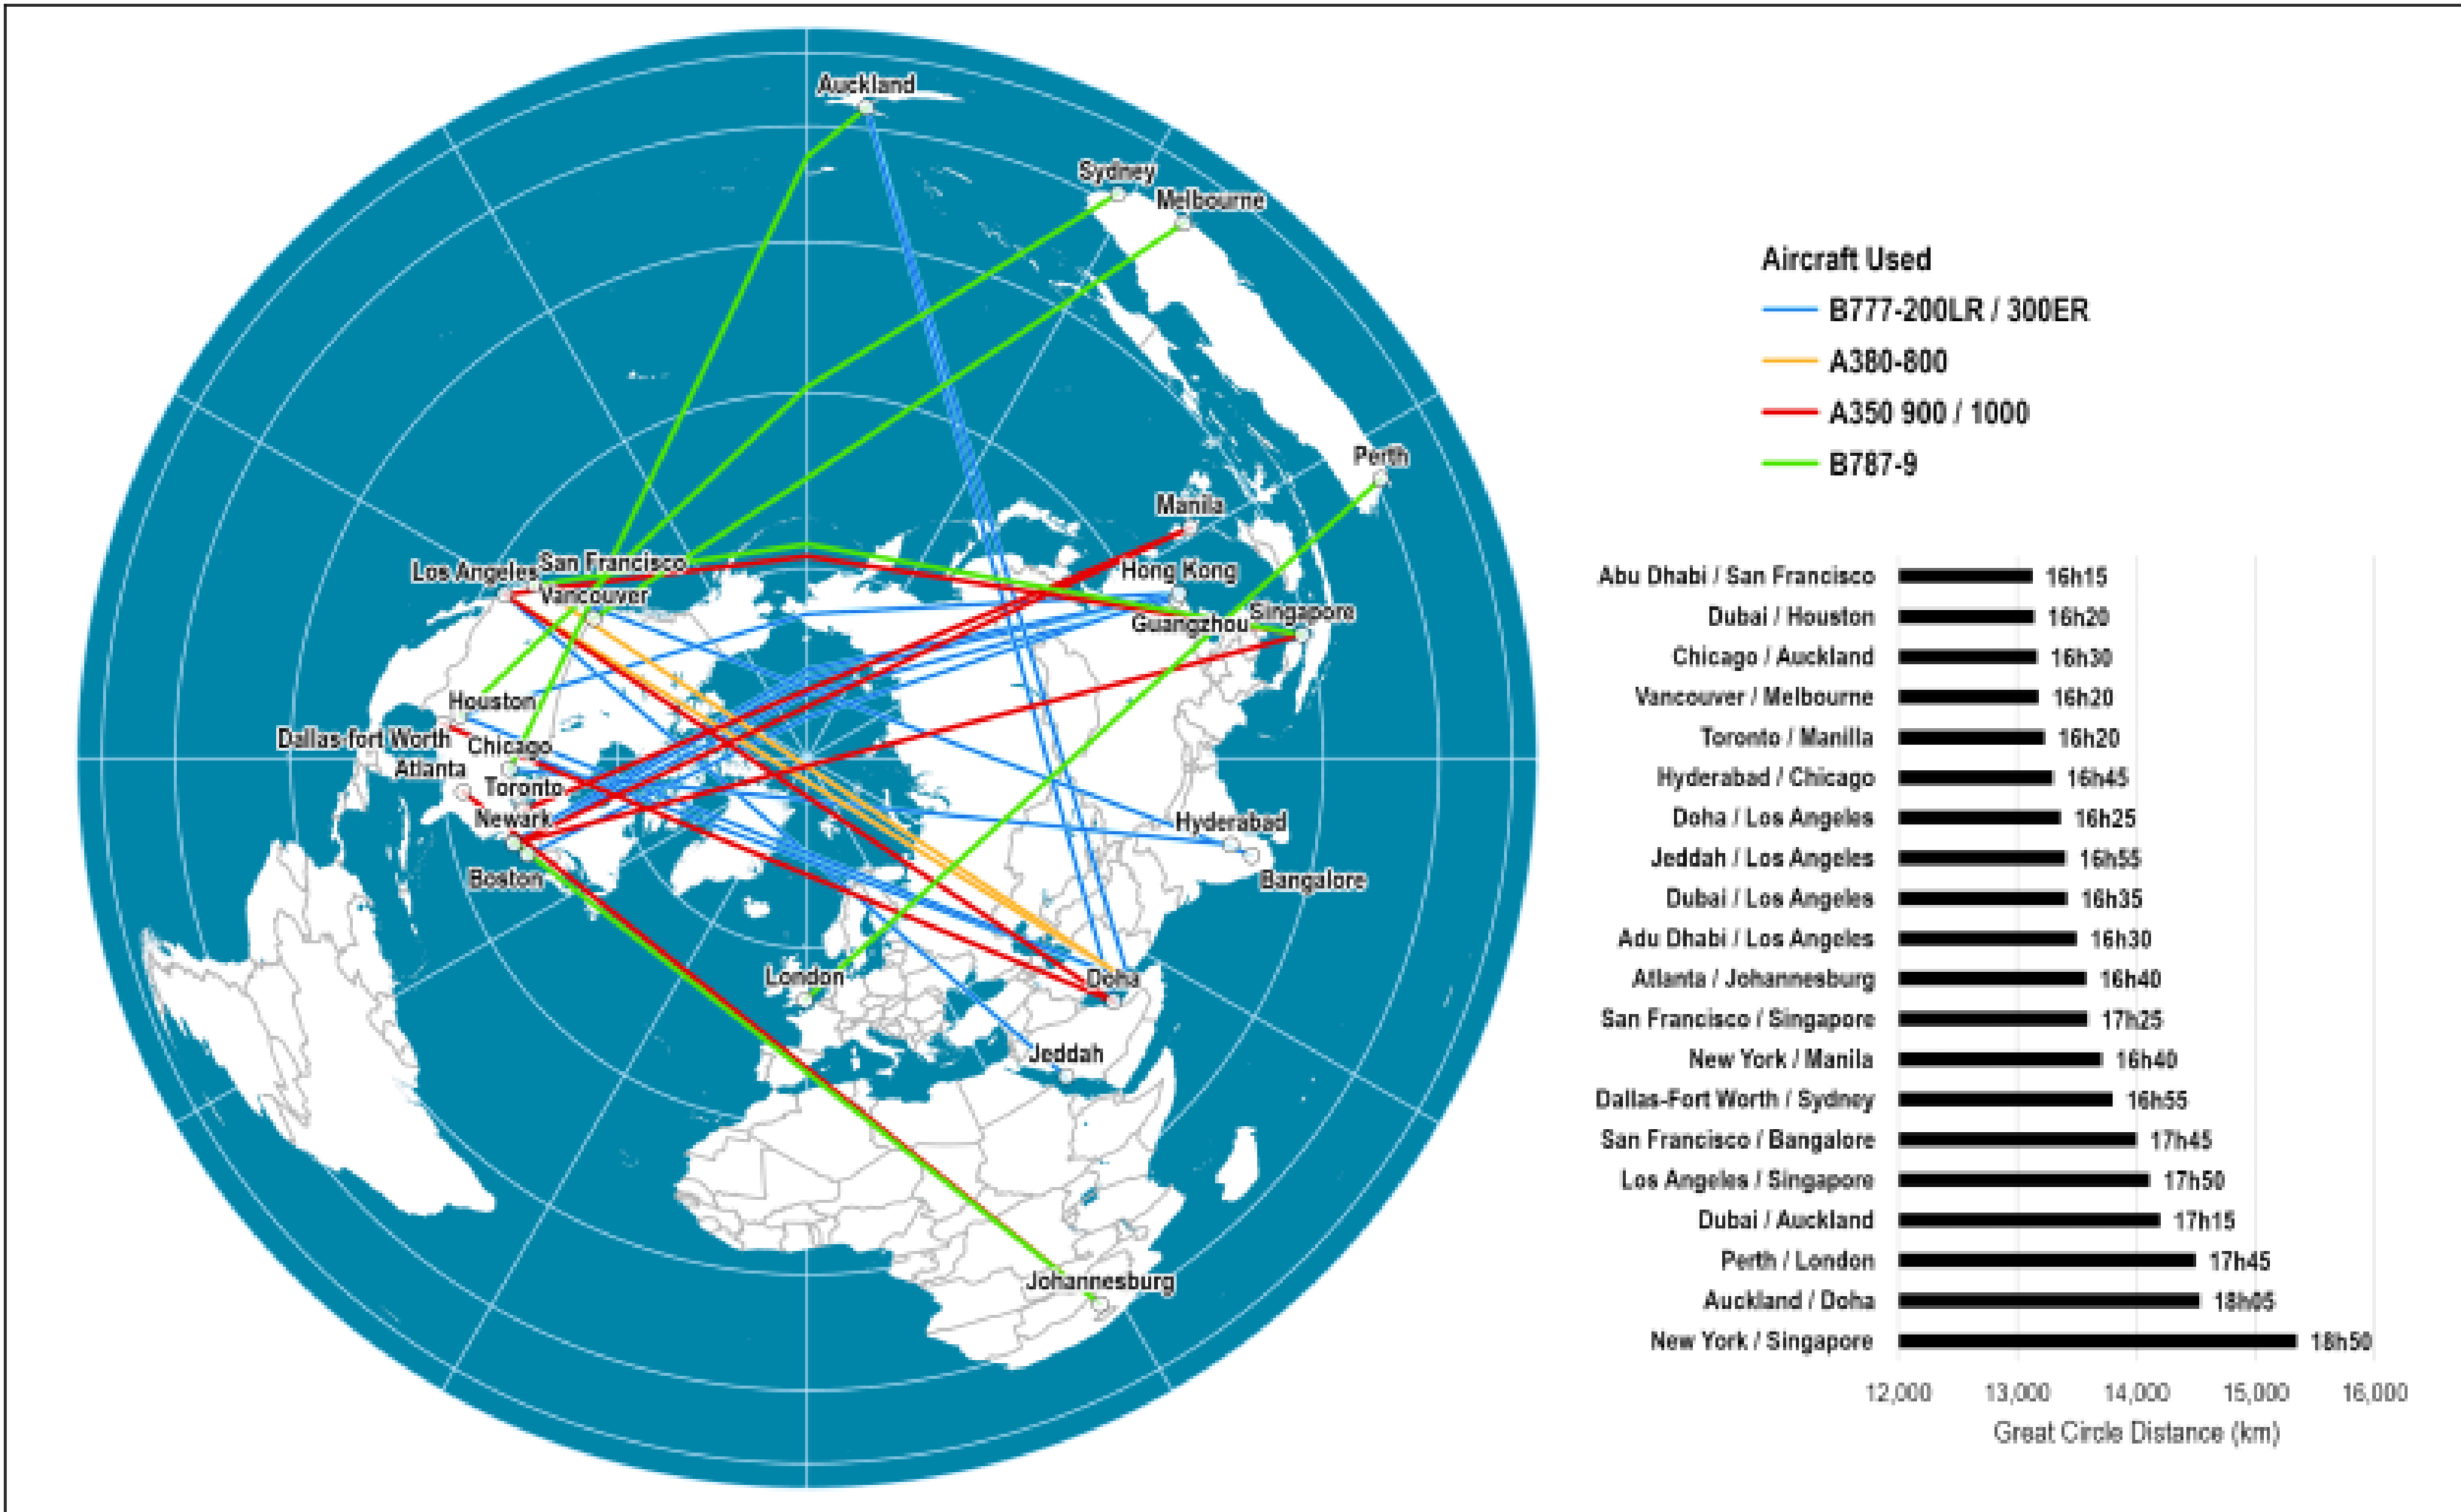 Auckland
Sydney
Melbourne
Perth
Manila
Los Angeles
San Francisco
Hong Kong
Vancouver
Singapore
Guangzhou
Houston
Dallas-fort Worth
Chicago
Atlanta
Toronto
Newark
Hyderabad
Boston
Bangalore
London
Doha
Jeddah
Johannesburg
Aircraft Used
B777-200LR / 300ER
A380-800
A350 900 / 1000
B787-9
Abu Dhabi / San Francisco 16h15
Dubai / Houston 16h20
Chicago / Auckland 16h30
Vancouver / Melbourne 16h20
Toronto / Manilla 16h20
Hyderabad / Chicago 16h45
Doha / Los Angeles 16h25
Jeddah / Los Angeles 16h55
Dubai / Los Angeles 16h35
Adu Dhabi / Los Angeles 16h30
Atlanta / Johannesburg 16h40
San Francisco / Singapore 17h25
New York / Manila 16h40
Dallas-Fort Worth / Sydney 16h55
San Francisco / Bangalore 17h45
Los Angeles / Singapore 17h50
Dubai / Auckland 17h15
Perth / London 17h45
Auckland / Doha 18h05
New York / Singapore 18h50
12,000 13,000 14,000 15,000 16,000
Great Circle Distance (km)